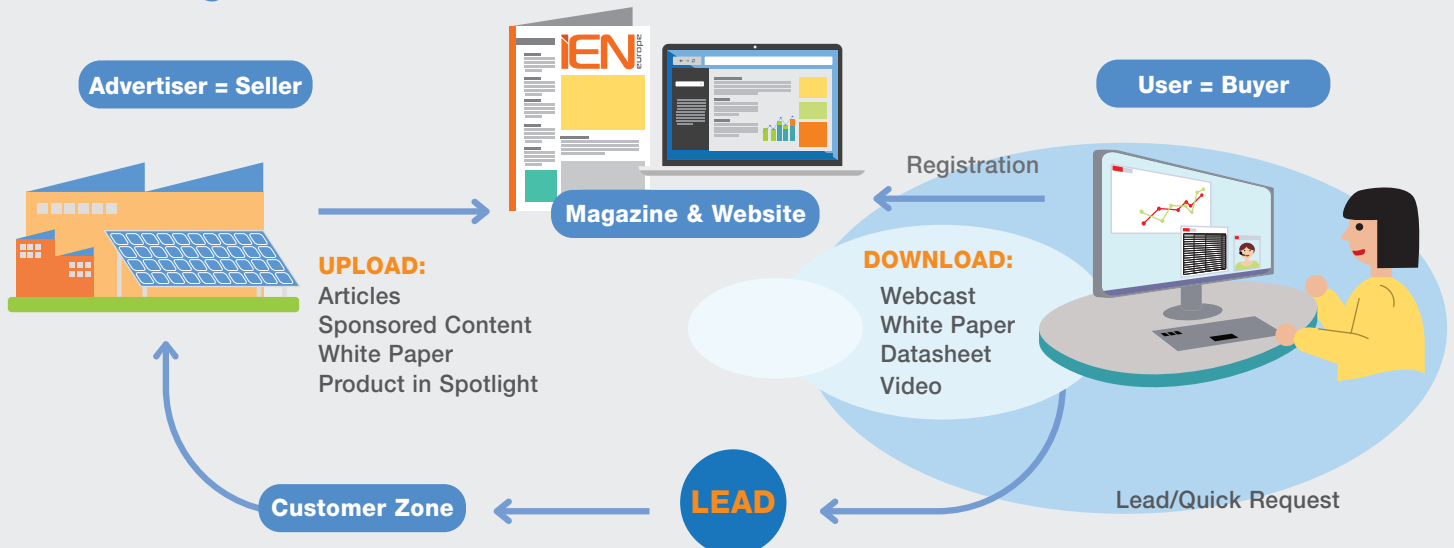 Advertiser = Seller
IEN
europe
User = Buyer
Registration
Magazine & Website
UPLOAD:
Articles
Sponsored Content
White Paper
Product in Spotlight
DOWNLOAD:
Webcast
White Paper
Datasheet
Video
LEAD
Customer Zone
Lead/Quick Request